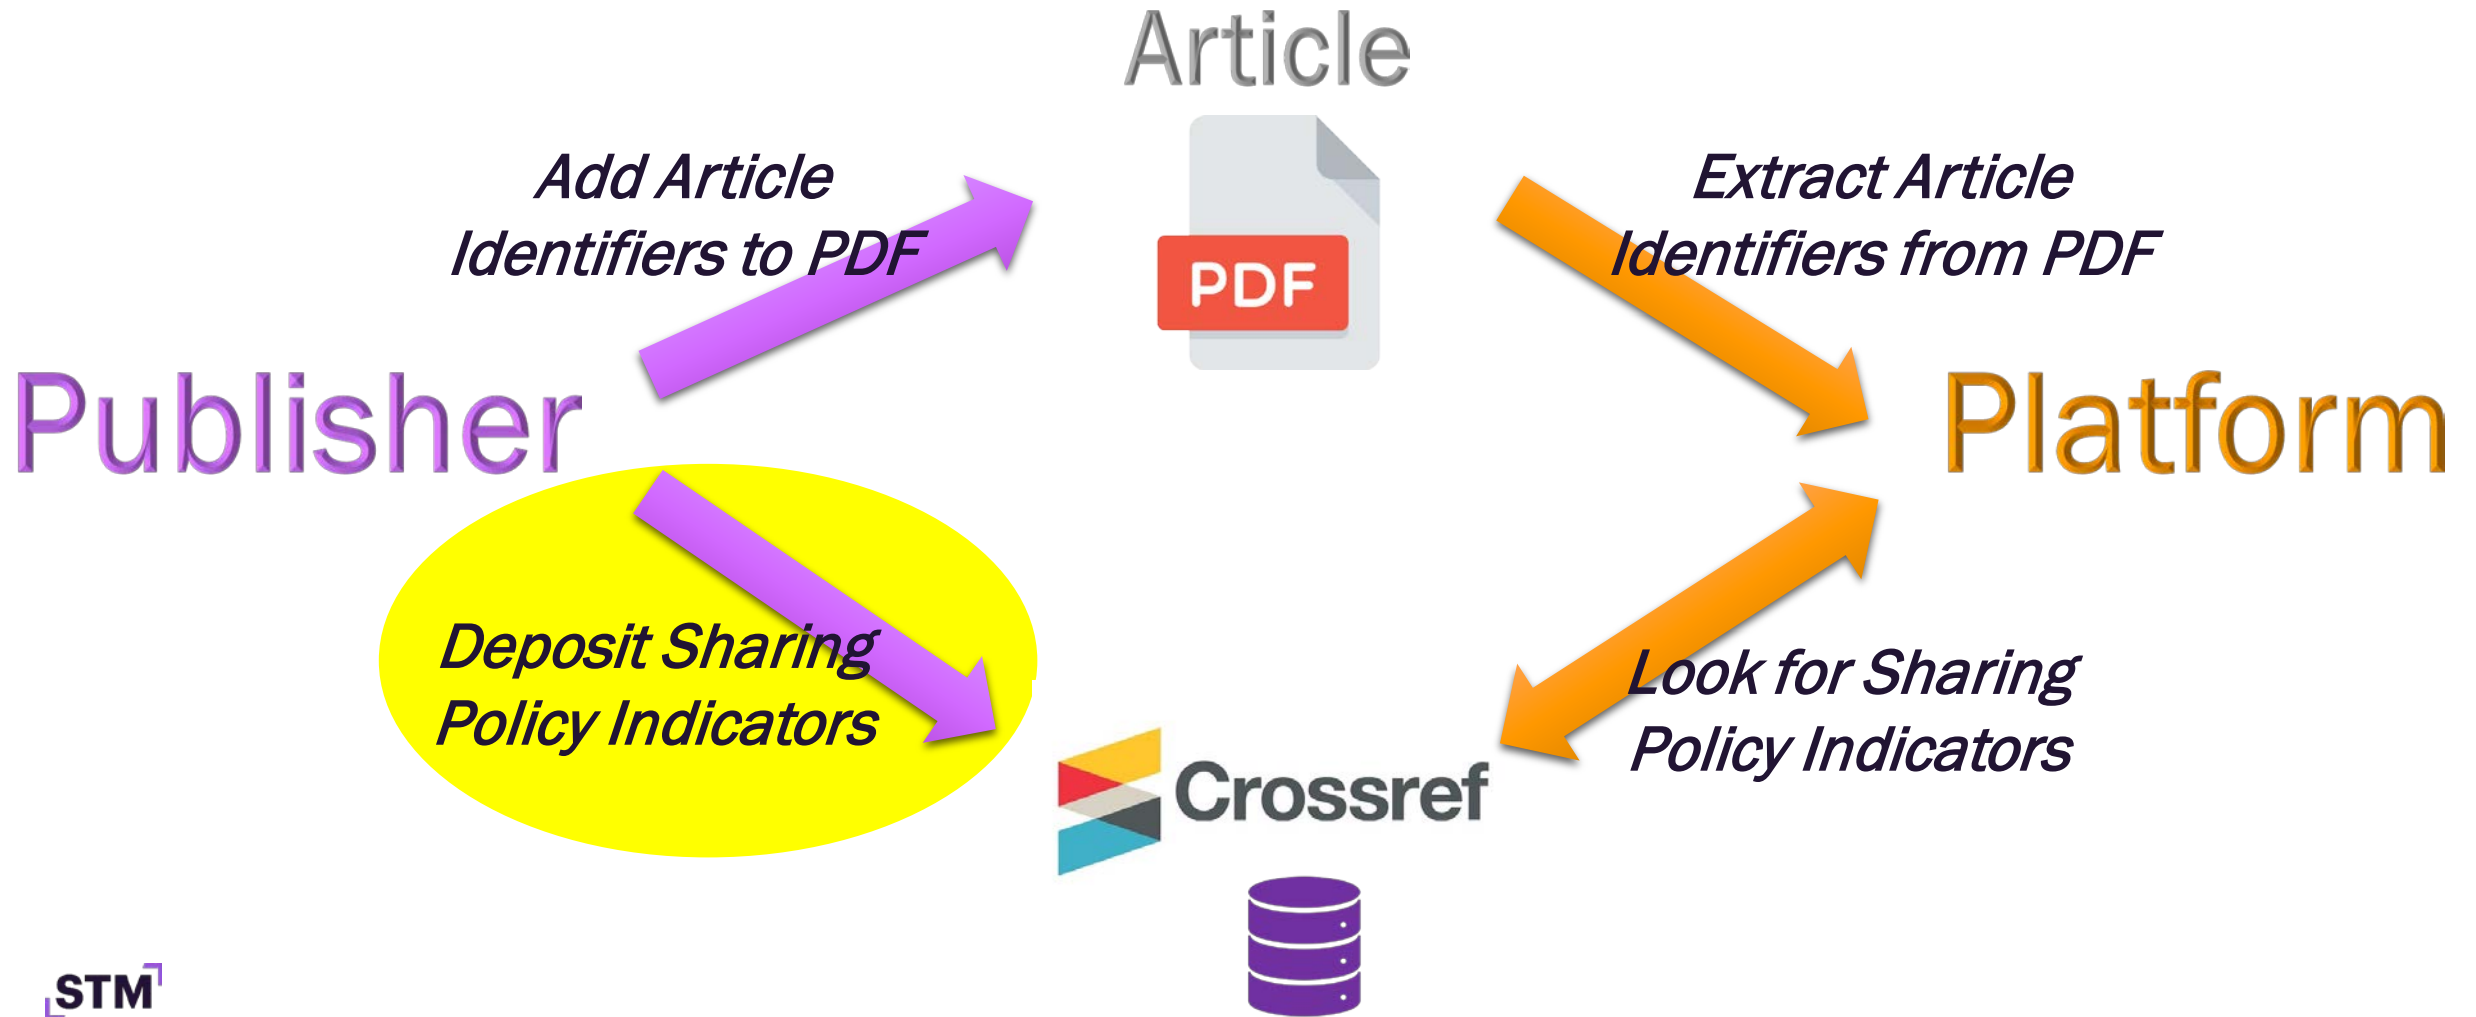 Article
Add Article
Identifiers to PDF
PDF
Extract Article
Identifiers from PDF
Publisher
Platform
Deposit Sharing
Policy Indicators
Look for Sharing
Policy Indicators
Crossref
STM